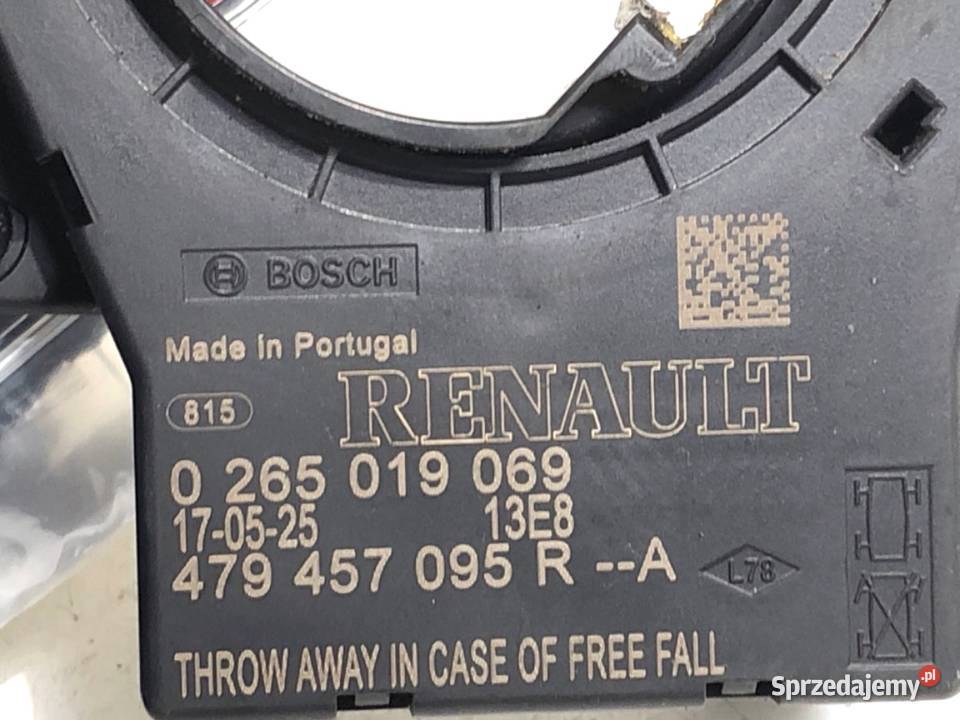 BOSCH
Made in Portugal
RENAULT
815
0 265 019 069
17-05-25 13E8
479 457 095 R --A
L78
THROW AWAY IN CASE OF FREE FALL
Sprzedajemy.pl